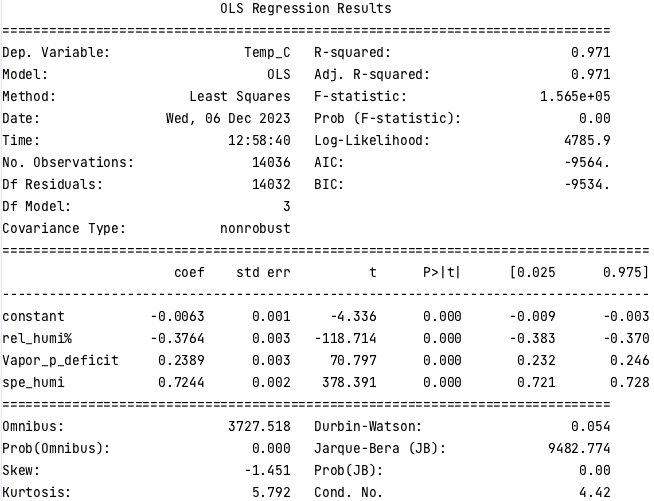 OLS Regression Results
==============================================================================
Dep. Variable:                 Temp_C   R-squared:                       0.971
Model:                            OLS   Adj. R-squared:                  0.971
Method:                 Least Squares   F-statistic:                 1.565e+05
Date:                Wed, 06 Dec 2023   Prob (F-statistic):               0.00
Time:                        12:58:40   Log-Likelihood:                 4785.9
No. Observations:               14036   AIC:                            -9564.
Df Residuals:                   14032   BIC:                            -9534.
Df Model:                           3
Covariance Type:            nonrobust
===================================================================================
                      coef    std err          t      P>|t|      [0.025      0.975]
-----------------------------------------------------------------------------------
constant           -0.0063      0.001     -4.336      0.000      -0.009      -0.003
rel_humi%          -0.3764      0.003   -118.714      0.000      -0.383      -0.370
Vapor_p_deficit     0.2389      0.003     70.797      0.000       0.232       0.246
spe_humi            0.7244      0.002    378.391      0.000       0.721       0.728
==============================================================================
Omnibus:                     3727.518   Durbin-Watson:                   0.054
Prob(Omnibus):                  0.000   Jarque-Bera (JB):             9482.774
Skew:                          -1.451   Prob(JB):                         0.00
Kurtosis:                       5.792   Cond. No.                         4.42